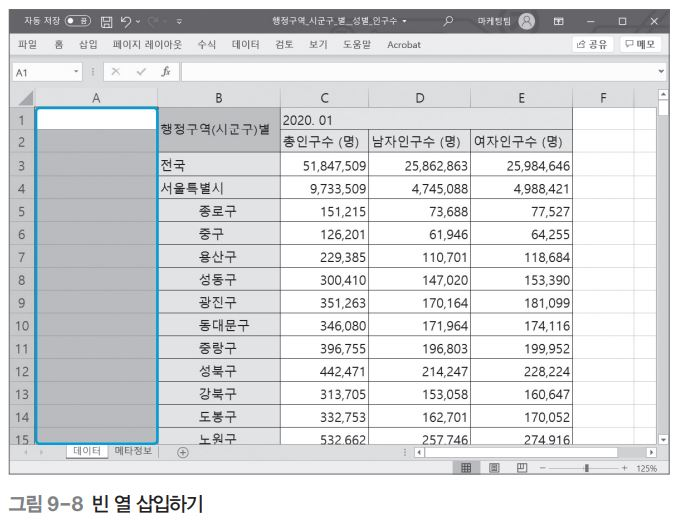 자동 저장 행정구역_시군구_별__성별_인구수 마케팅팀
파일 홈 삽입 페이지 레이아웃 수식 데이터 검토 보기 도움말 Acrobat 공유 메모
A1 fx
A B C D E F
1 행정구역(시군구)별 2020. 01
2 총인구수 (명) 남자인구수 (명) 여자인구수 (명)
3 전국 51,847,509 25,862,863 25,984,646
4 서울특별시 9,733,509 4,745,088 4,988,421
5 종로구 151,215 73,688 77,527
6 중구 126,201 61,946 64,255
7 용산구 229,385 110,701 118,684
8 성동구 300,410 147,020 153,390
9 광진구 351,263 170,164 181,099
10 동대문구 346,080 171,964 174,116
11 중랑구 396,755 196,803 199,952
12 성북구 442,471 214,247 228,224
13 강북구 313,705 153,058 160,647
14 도봉구 332,753 162,701 170,052
15 노원구 532,662 257,746 274,916
데이터 메타정보
125%
그림 9-8 빈 열 삽입하기